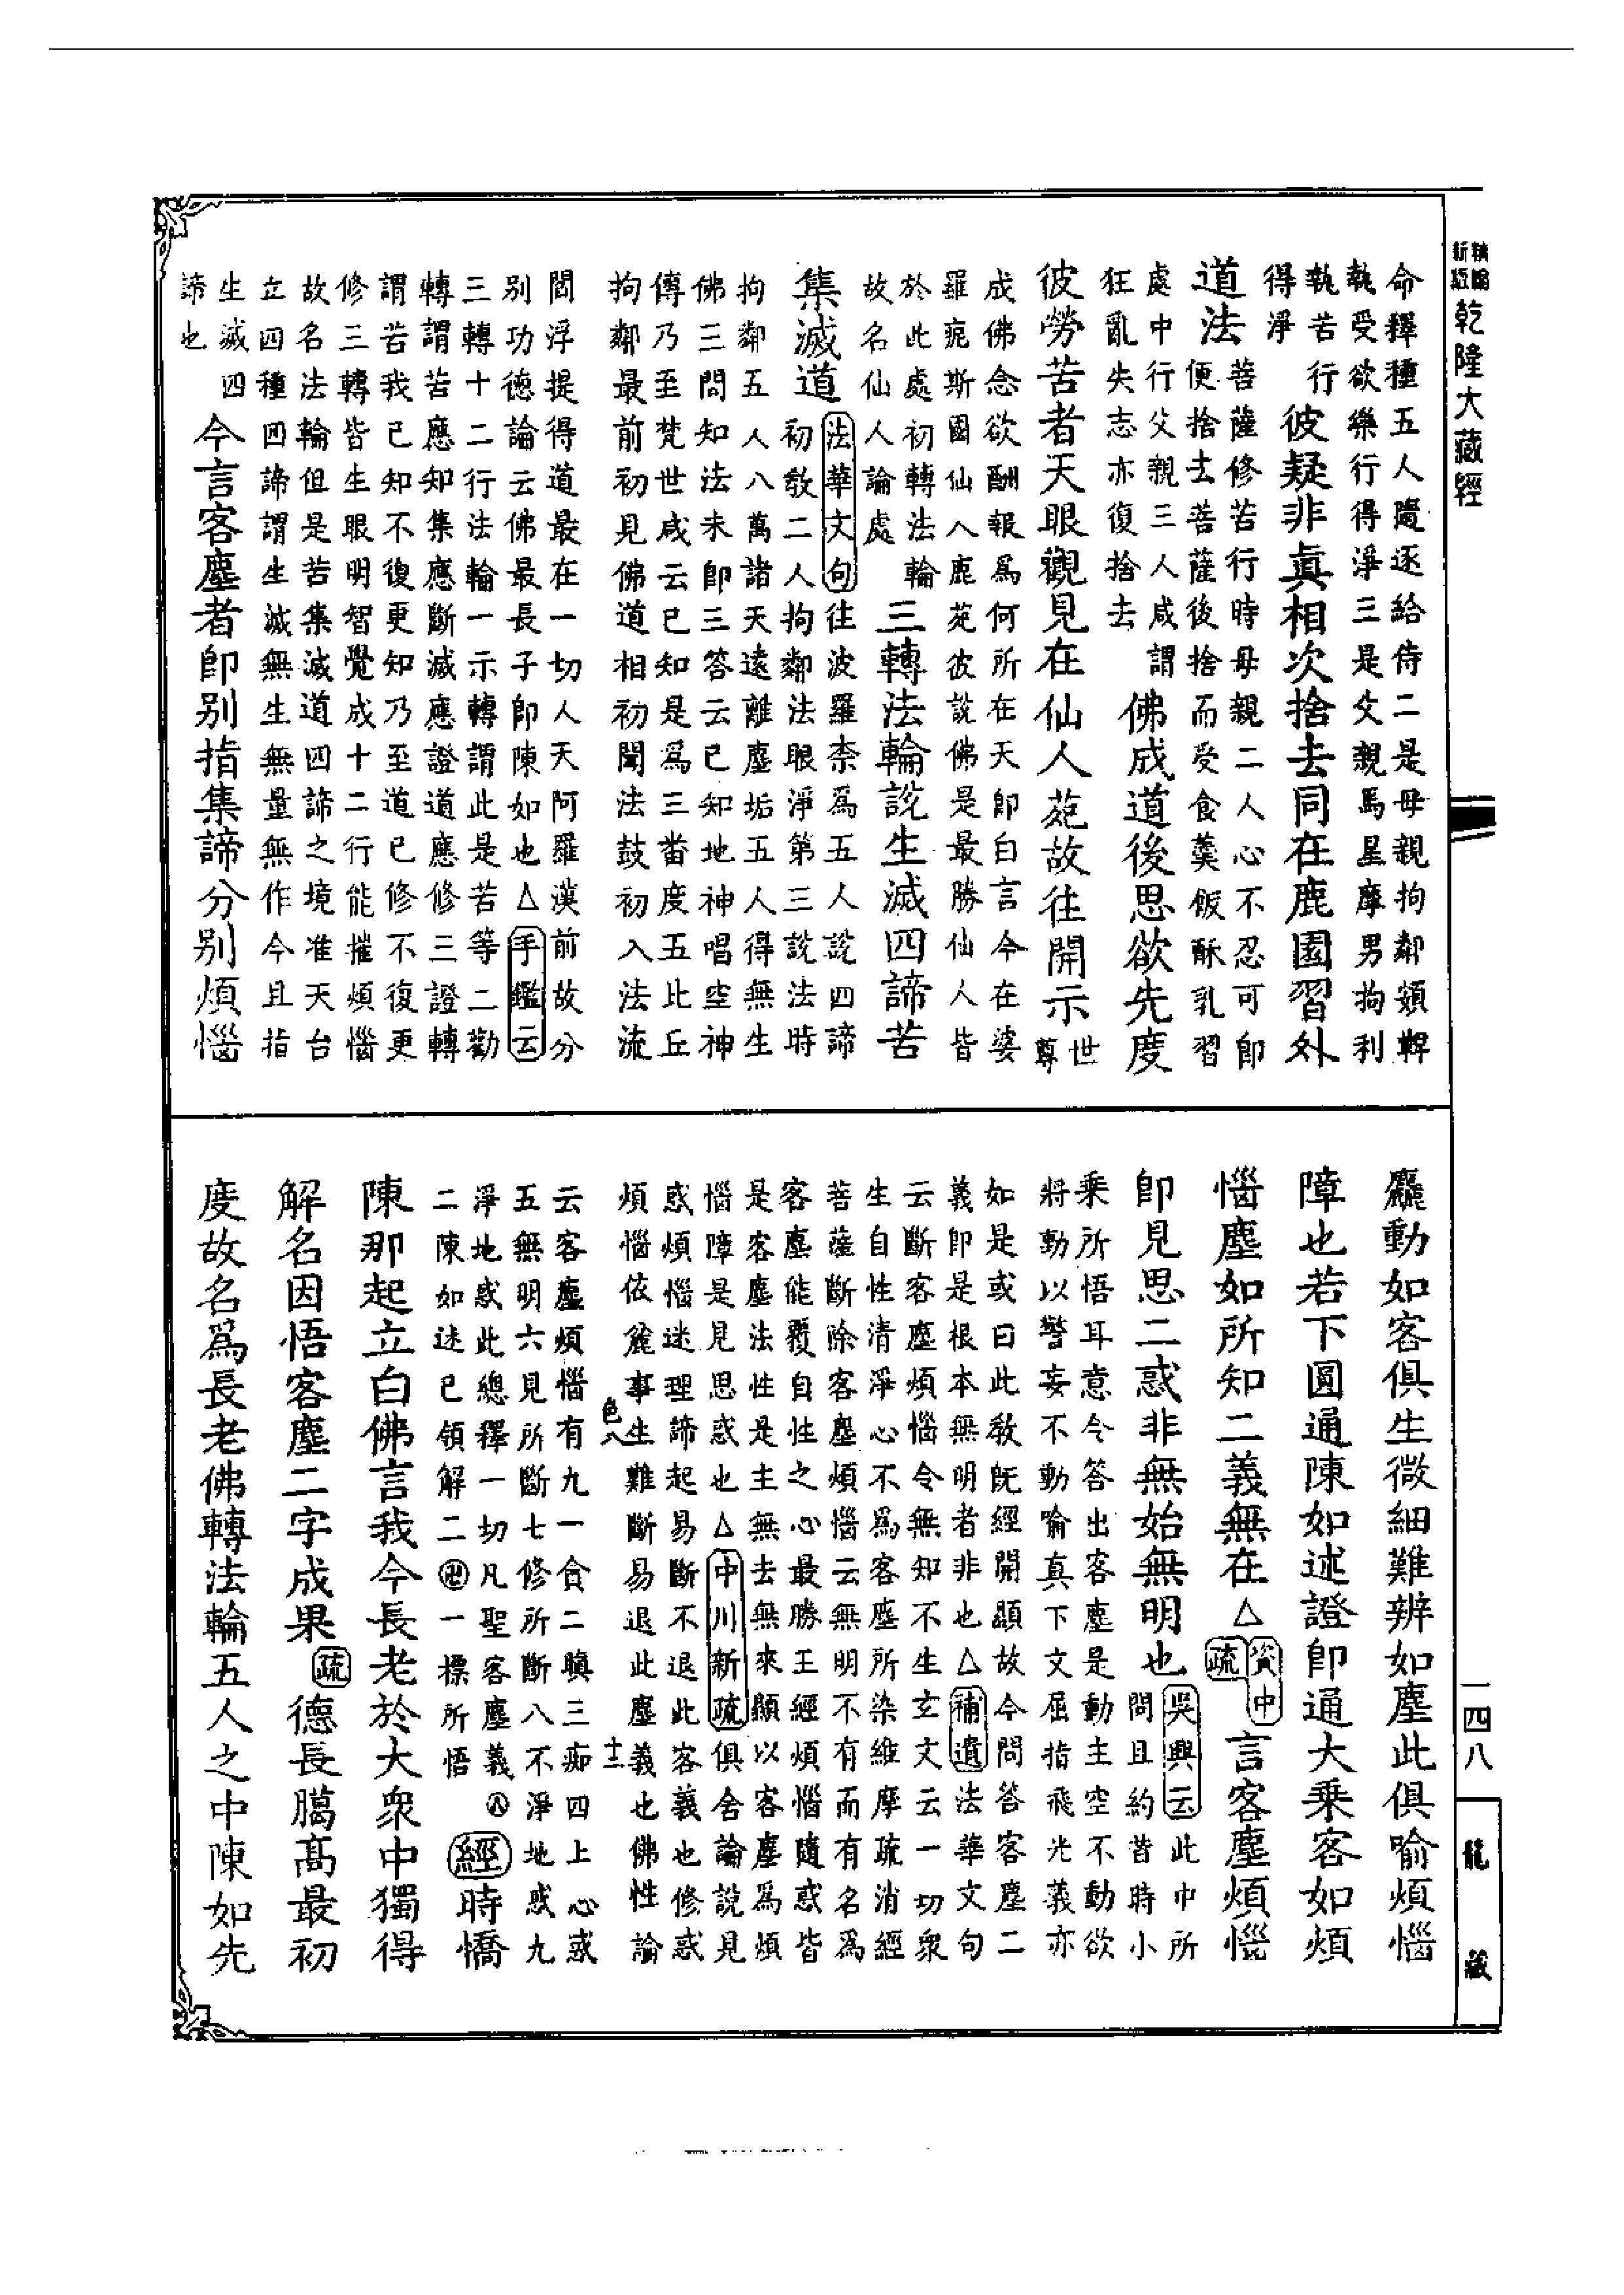 乾隆大藏經
一四八
龍藏
命釋種五人隨逐給侍二是母親拘鄰頞鞞
執受欲樂行得淨三是父親馬星摩男拘利
執苦行
得淨
彼疑非真相次捨去同在鹿園習外
道法
菩薩修苦行時母親二人心不忍可即
便捨去菩薩後捨而受食羹飯酥乳習
處中行父親三人咸謂
狂亂失志亦復捨去
佛成道後思欲先度
彼勞苦者天眼觀見在仙人苑故往開示
世
尊
成佛念欲酬報為何所在天即白言今在婆
羅痆斯國仙人鹿苑彼說佛是最勝仙人皆
於此處初轉法輪
故名仙人論處
三轉法輪說生滅四諦苦
集滅道
法華文句往波羅柰為五人說四諦
初教二人拘鄰法眼淨第三說法時
拘鄰五人八萬諸天遠離塵垢五人得無生
佛三問知法未即三答云已知地神唱空神
傳乃至梵世咸云已知是為三番度五比丘
拘鄰最前初見佛道相初聞法鼓初入法流
閻浮提得道最在一切人天阿羅漢前故分
別功德論云佛最長子即陳如也△手鑑云
三轉十二行法輪一示轉謂此是苦等二勸
轉謂苦應知集應斷滅應證道應修三證轉
謂苦我已知不復更知乃至道已修不復更
修三轉皆生眼明智覺成十二行能摧煩惱
故名法輪但是苦集滅道四諦之境准天台
立四種四諦謂生滅無生無量無作今且指
生滅四
諦也
今言客塵者即別指集諦分別煩惱
麤動如客俱生微細難辨如塵此俱喻煩惱
障也若下圓通陳如述證即通大乘客如煩
惱塵如所知二義無在△
資中
疏
言客塵煩惱
即見思二惑非無始無明也
吳興云此中所
問且約昔時小
乘所悟耳意令答出客塵是動主空不動欲
將動以警妄不動喻真下文屈指飛光義亦
如是或曰此教既經開顯故今問答客塵二
義即是根本無明者非也△補遺法華文句
云斷客塵煩惱令無知不生玄文云一切眾
生自性清淨心不為客塵所染維摩疏消經
菩薩斷除客塵煩惱云無明不有而有名為
客塵能覆自性之心最勝王經煩惱隨惑皆
是客塵法性是主無去無來顯以客塵為煩
惱障是見思惑也△中川新疏俱舍論說見
惑煩惱迷理諦起易斷不退此客義也修惑
煩惱依麁事生難斷易退此塵義也佛性論
色八
十二
云客塵煩惱有九一貪二瞋三痴四上心惑
五無明六見所斷七修所斷八不淨地惑九
淨地惑此總釋一切凡聖客塵義㊇
二陳如述已領解二卍一標所悟
經時憍
陳那起立白佛言我今長老於大眾中獨得
解名因悟客塵二字成果疏德長臈高最初
度故名為長老佛轉法輪五人之中陳如先